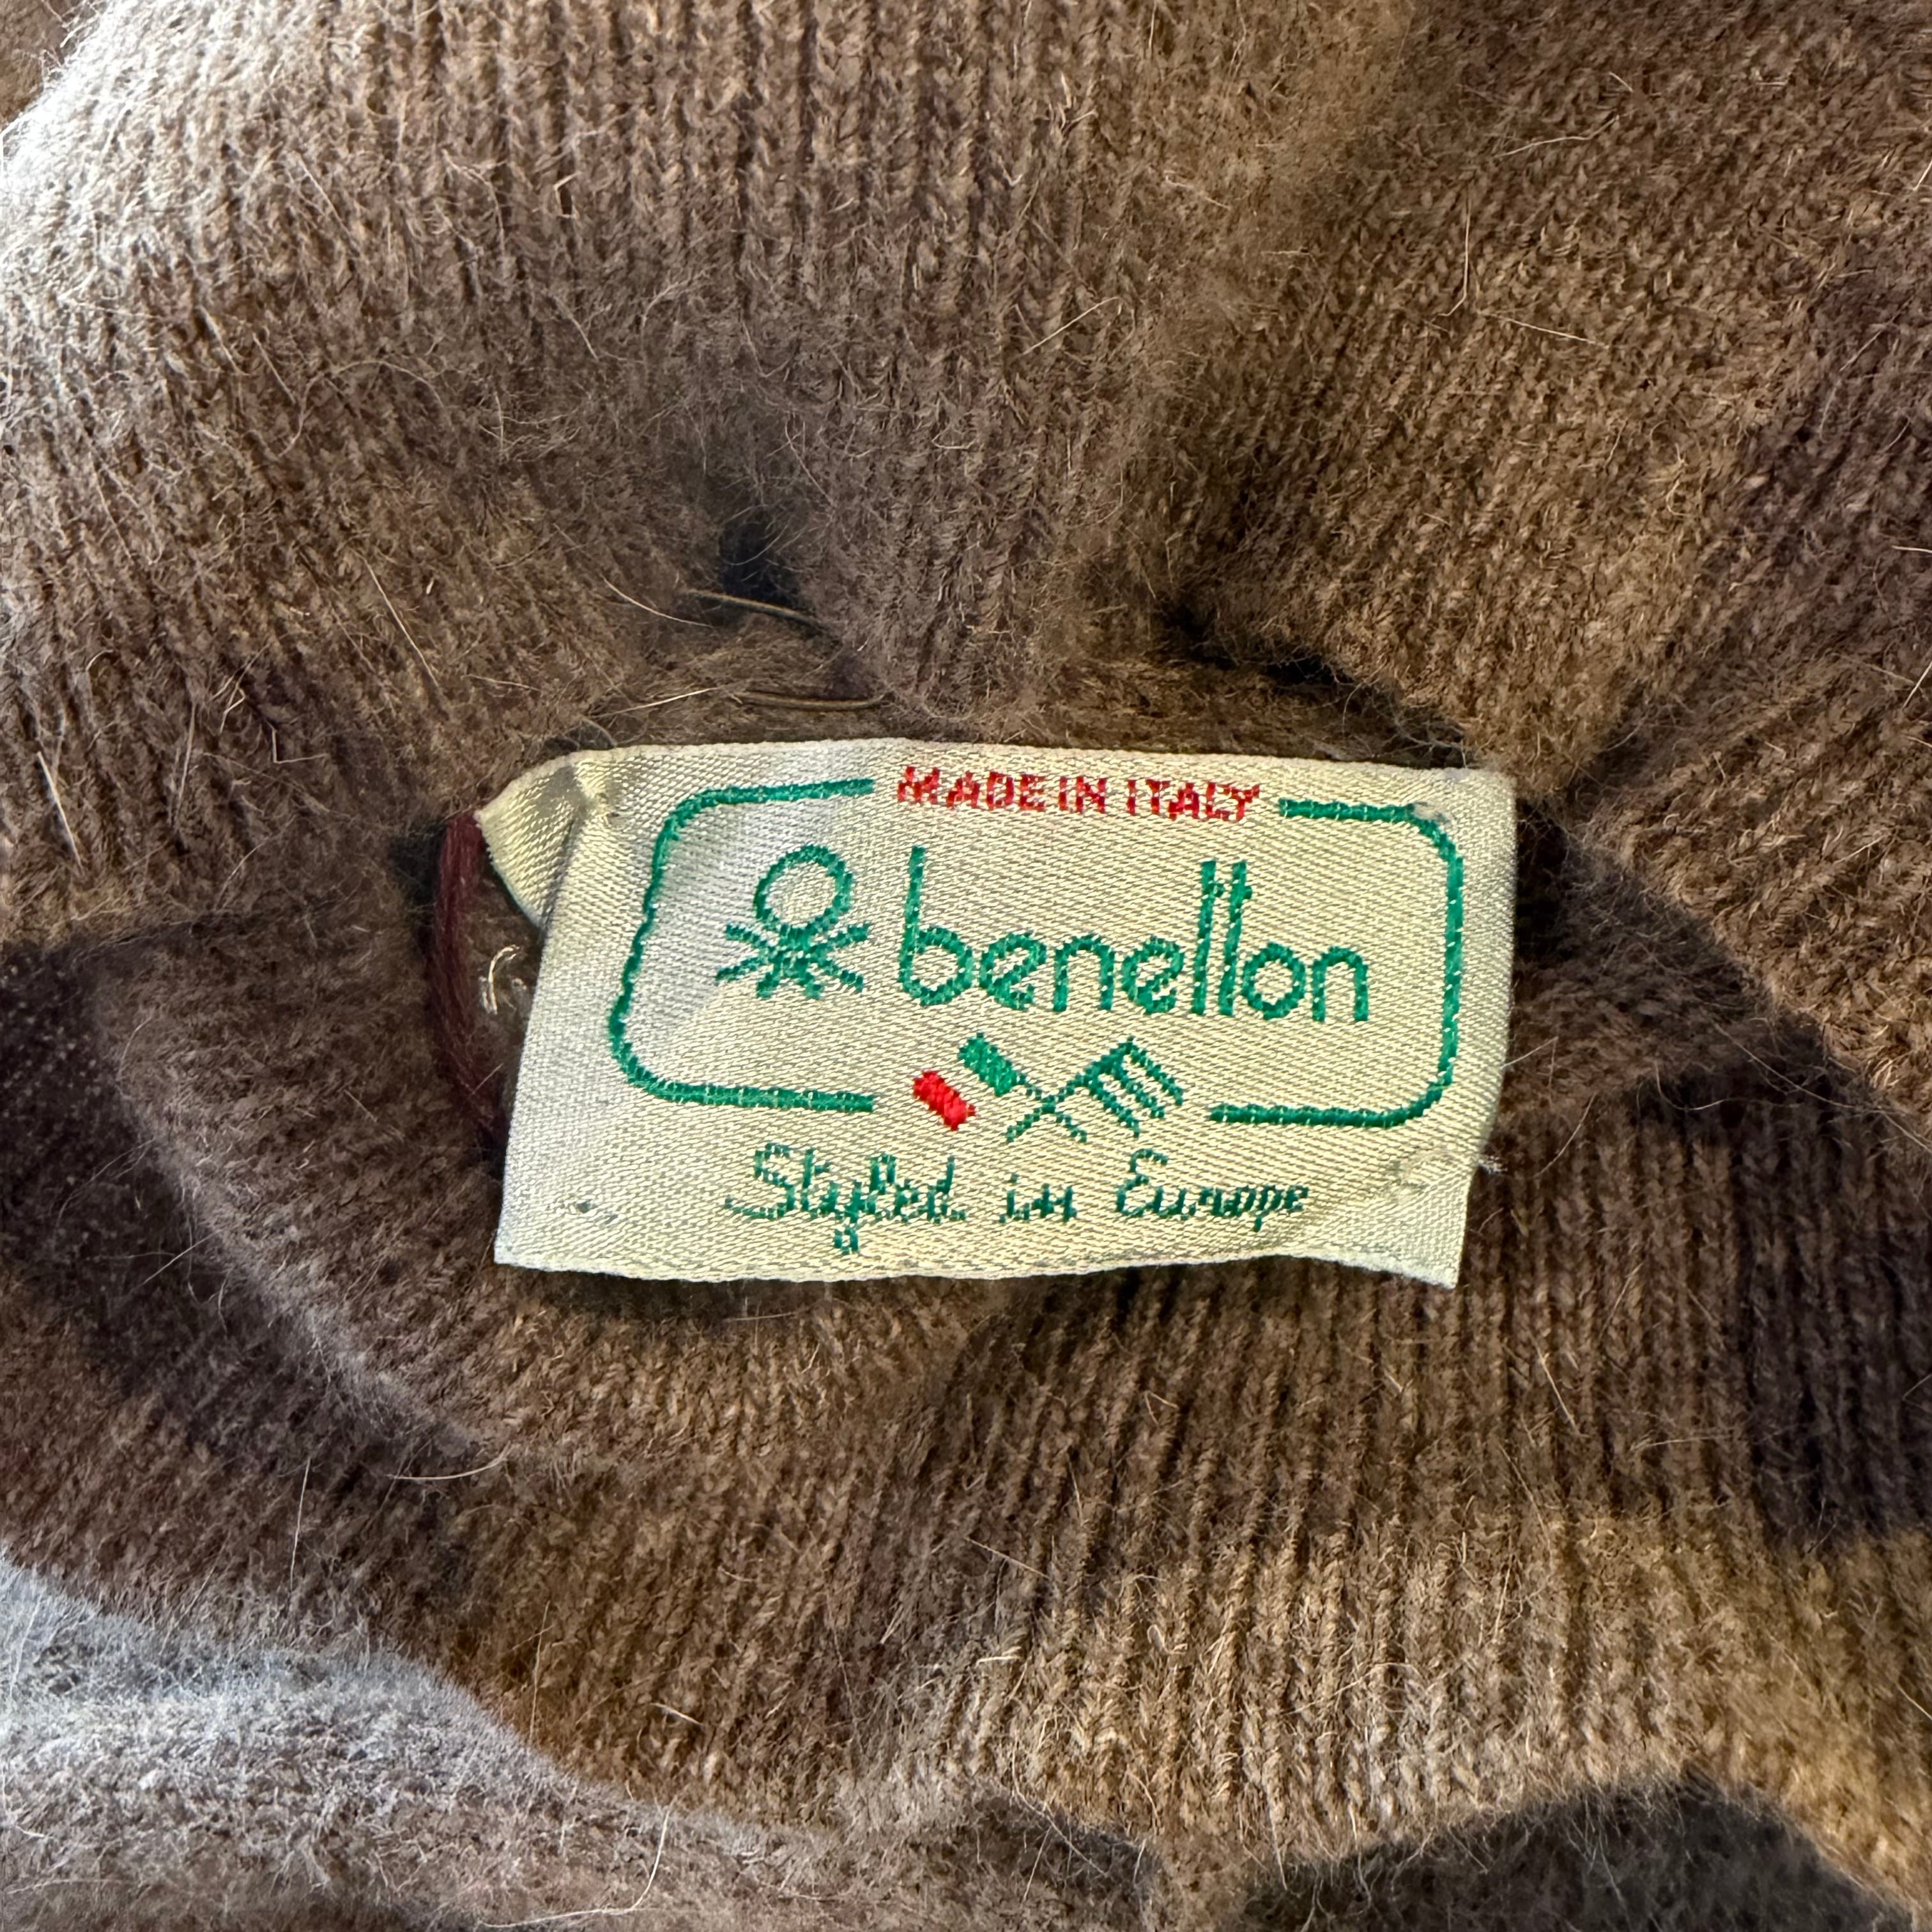 MADE IN ITALY
benetton
Styled in Europe